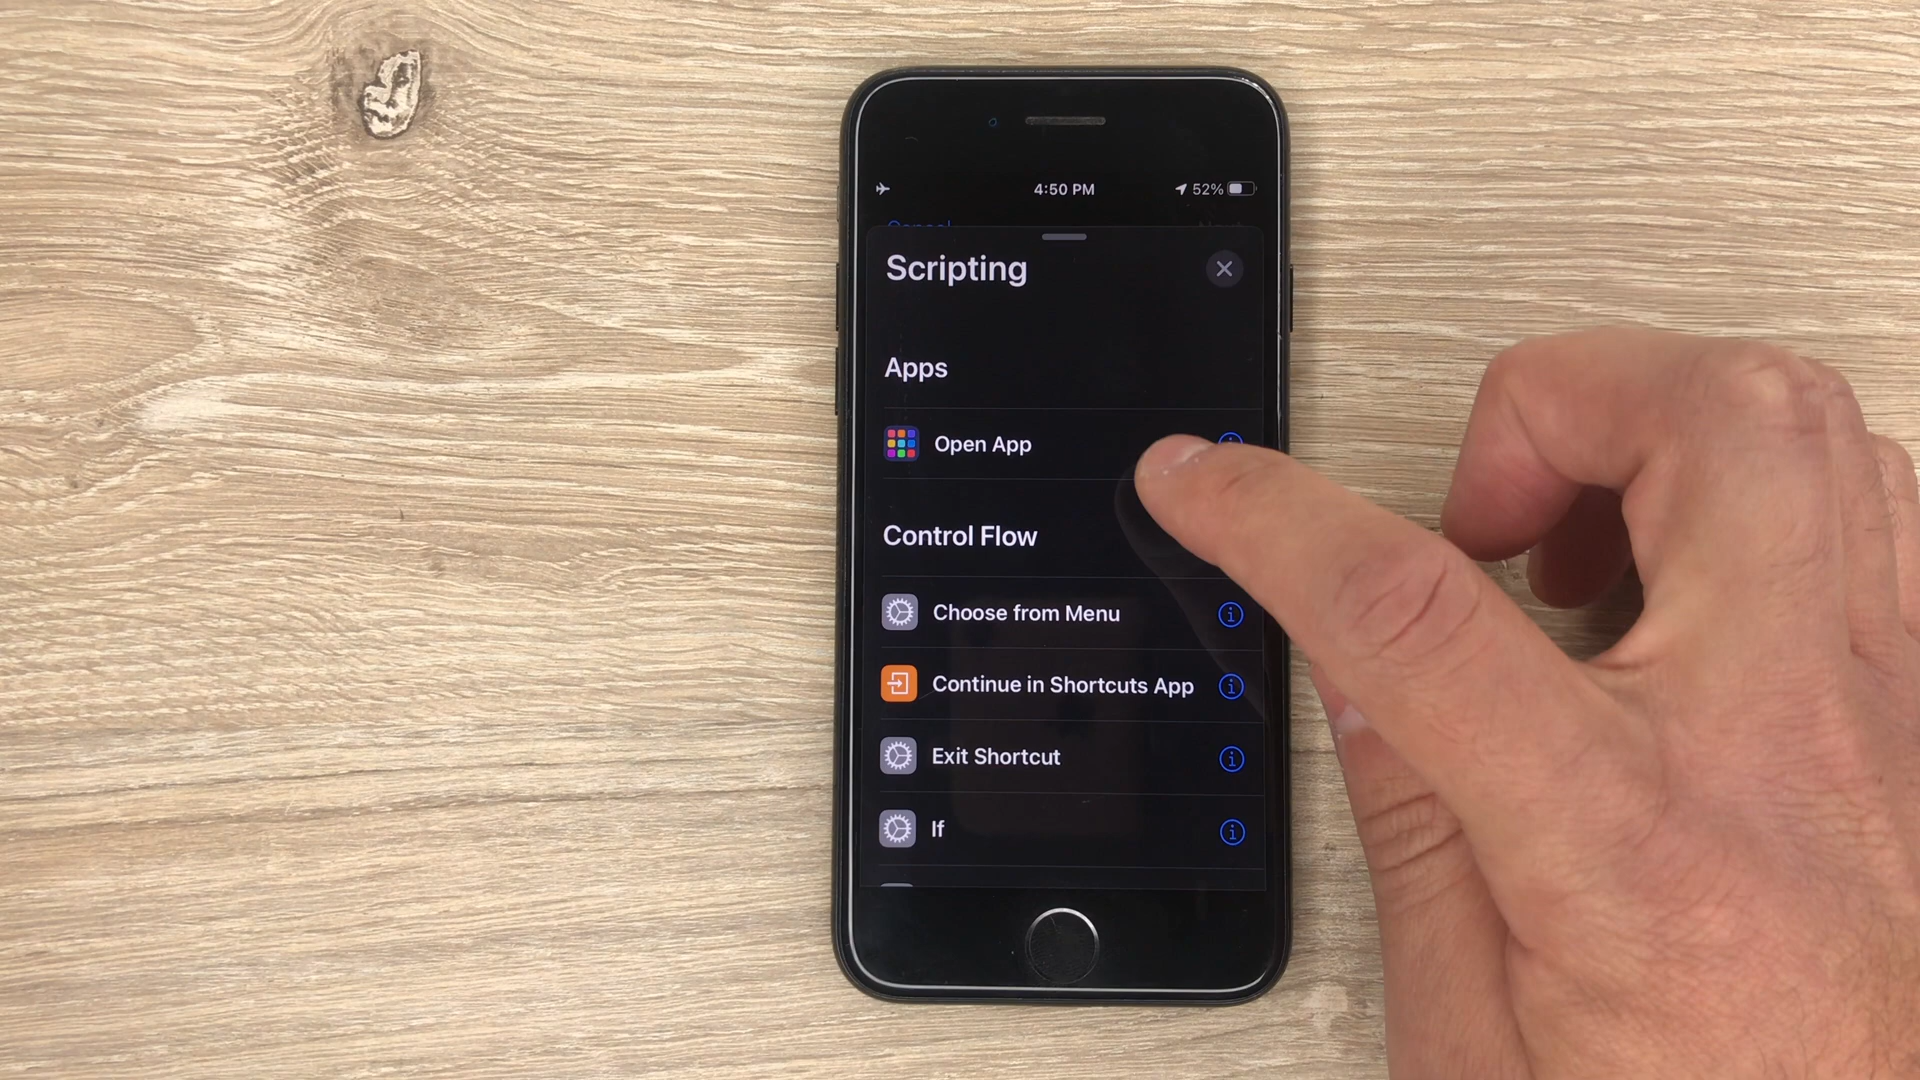 4:50 PM
52%
Cancel
Scripting
Apps
Open App
Control Flow
Choose from Menu
Continue in Shortcuts App
Exit Shortcut
If